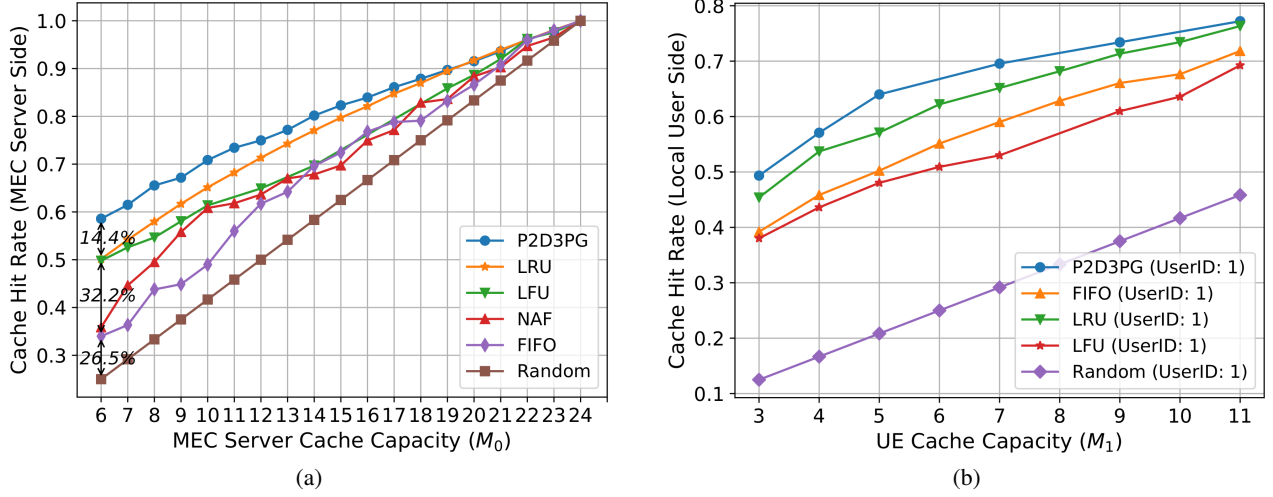 Cache Hit Rate (MEC Server Side)
1.0
0.9
0.8
0.7
0.6
0.5
0.4
0.3
14.4%
32.2%
26.5%
P2D3PG
LRU
LFU
NAF
FIFO
Random
6 7 8 9 10 11 12 13 14 15 16 17 18 19 20 21 22 23 24
MEC Server Cache Capacity (M₀)
(a)
Cache Hit Rate (Local User Side)
0.8
0.7
0.6
0.5
0.4
0.3
0.2
0.1
P2D3PG (UserID: 1)
FIFO (UserID: 1)
LRU (UserID: 1)
LFU (UserID: 1)
Random (UserID: 1)
3 4 5 6 7 8 9 10 11
UE Cache Capacity (M₁)
(b)